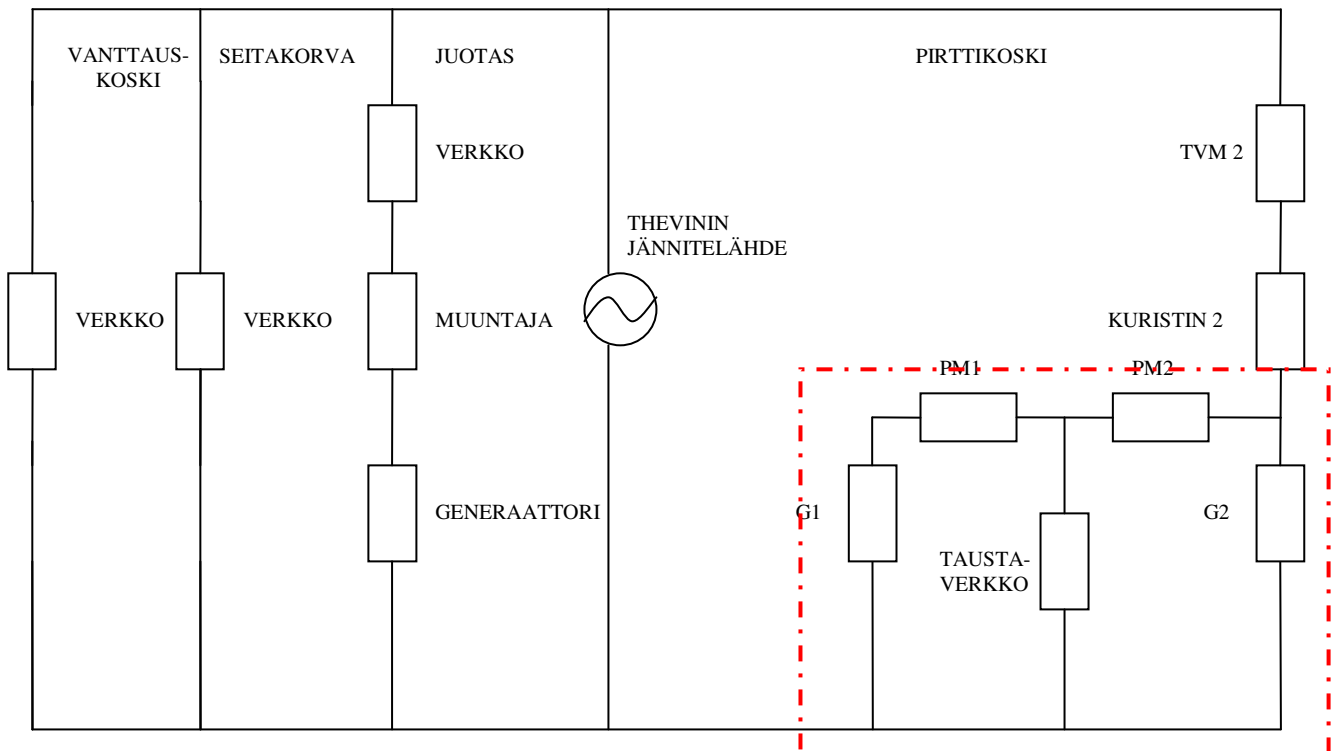 VANTTAUS-
KOSKI
SEITAKORVA
JUOTAS
PIRTTIKOSKI
VERKKO
TVM 2
THEVININ
JÄNNITELÄHDE
VERKKO
VERKKO
MUUNTAJA
KURISTIN 2
PM1
PM2
GENERAATTORI
G1
G2
TAUSTA-
VERKKO